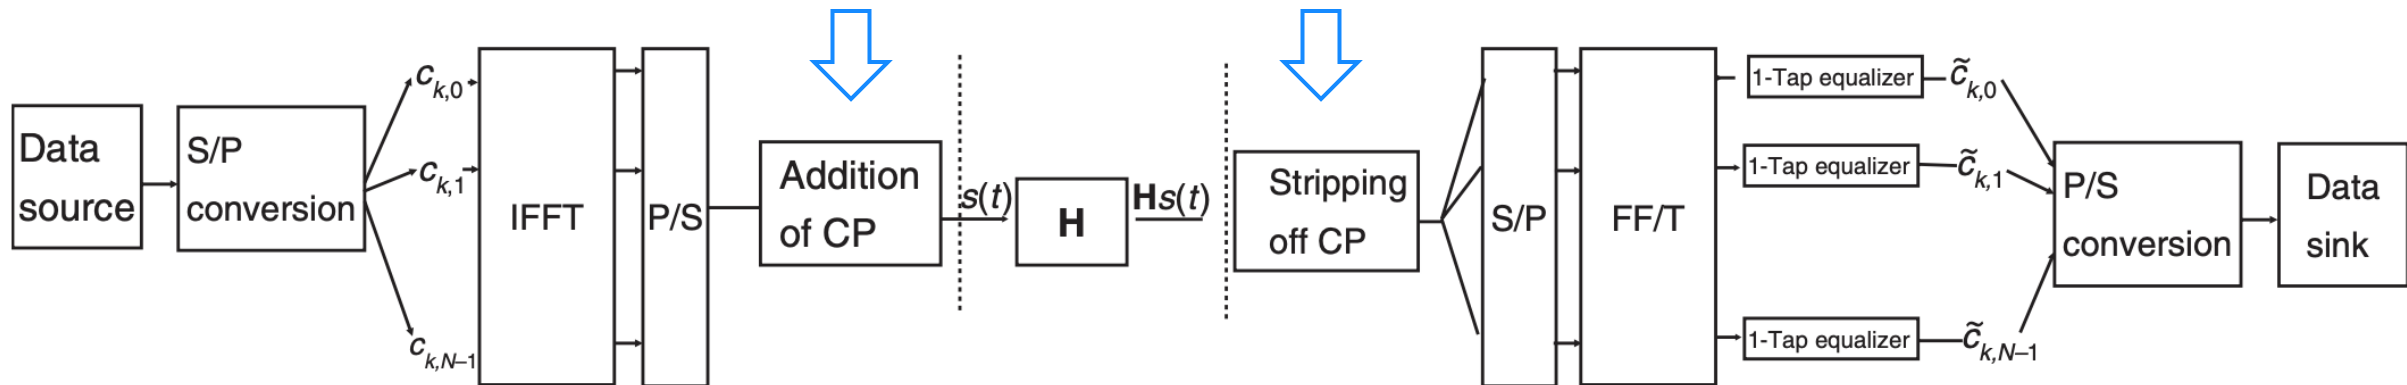 Data
source
S/P
conversion
c_{k,0}
c_{k,1}
c_{k,N–1}
IFFT
P/S
Addition
of CP
s(t)
H
Hs(t)
Stripping
off CP
S/P
FF/T
1-Tap equalizer
c̃_{k,0}
1-Tap equalizer
c̃_{k,1}
1-Tap equalizer
c̃_{k,N–1}
P/S
conversion
Data
sink